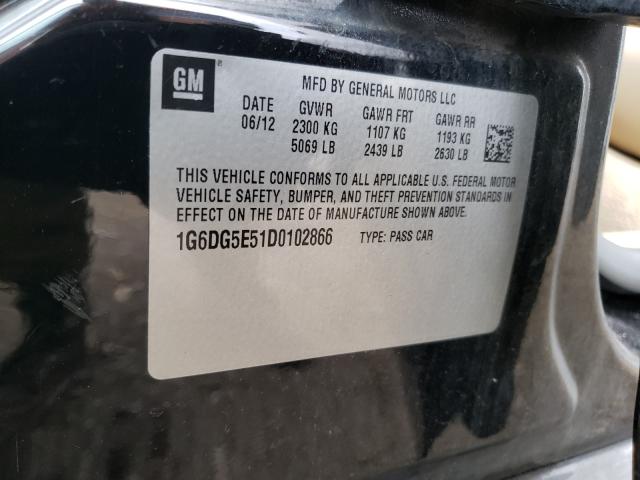 GM®
MFD BY GENERAL MOTORS LLC
DATE GVWR GAWR FRT GAWR RR
06/12 2300 KG 1107 KG 1193 KG
5069 LB 2439 LB 2630 LB
THIS VEHICLE CONFORMS TO ALL APPLICABLE U.S. FEDERAL MOTOR
VEHICLE SAFETY, BUMPER, AND THEFT PREVENTION STANDARDS
IN EFFECT ON THE DATE OF MANUFACTURE SHOWN ABOVE.
1G6DG5E51D0102866 TYPE: PASS CAR